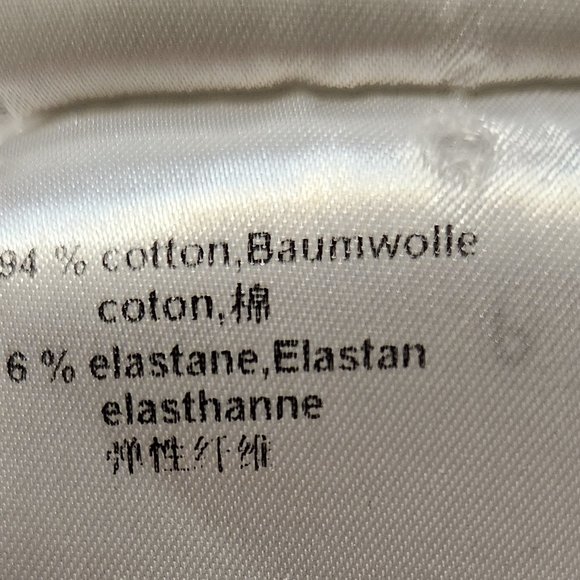 94 % cotton,Baumwolle
coton,棉
6 % elastane,Elastan
elasthanne
弹性纤维